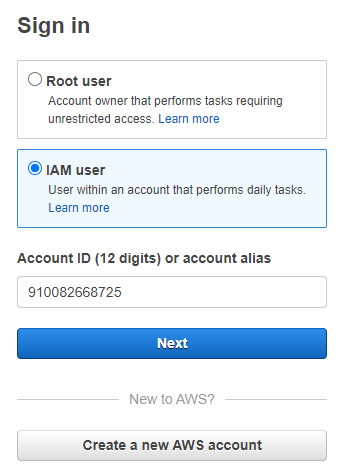 Sign in
Root user
Account owner that performs tasks requiring
unrestricted access. Learn more
IAM user
User within an account that performs daily tasks.
Learn more
Account ID (12 digits) or account alias
910082668725
Next
New to AWS?
Create a new AWS account